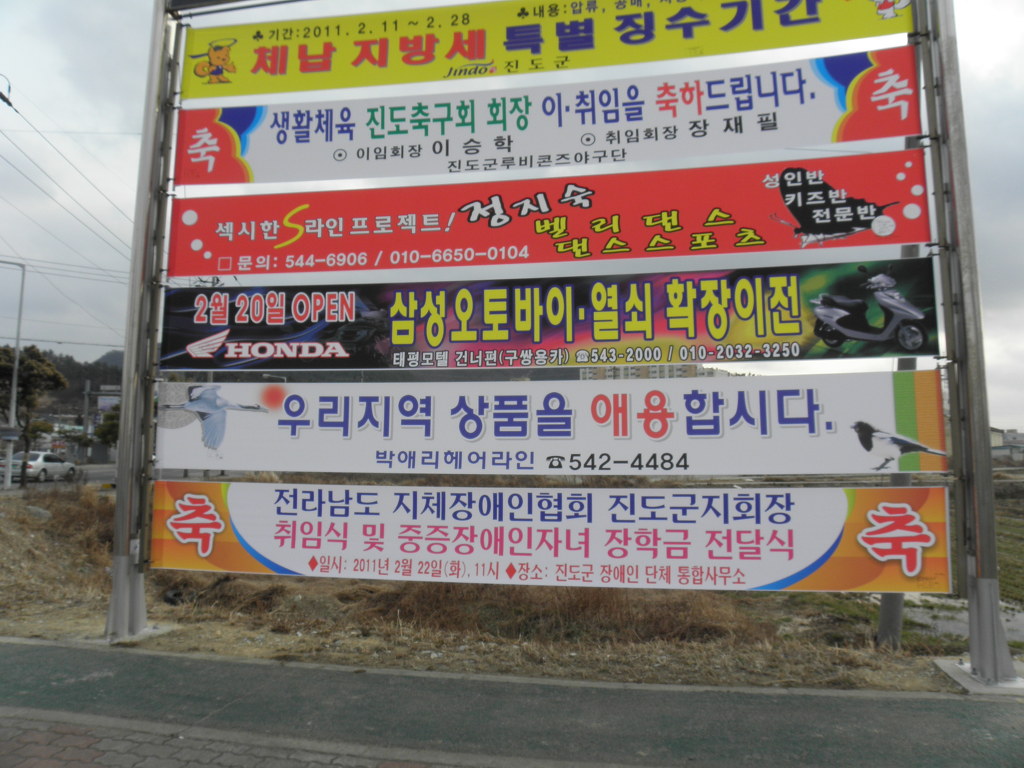 ♣기간:2011. 2. 11 ~ 2. 28 ♣내용: 압류, 공매,
체납 지방세 특별 징수기간
Jindo 진도군
축 생활체육 진도축구회 회장 이·취임을 축하드립니다. 축
⊙ 이임회장 이 승 학 ⊙ 취임회장 장 재 필
진도군루비콘즈야구단
섹시한 S라인 프로젝트! 정지숙 벨 리 댄 스
댄스스포츠
성인반
키즈반
전문반
□ 문의: 544-6906 / 010-6650-0104
2월 20일 OPEN 삼성오토바이·열쇠 확장이전
HONDA 태평모텔 건너편(구쌍용카) ☎543-2000 / 010-2032-3250
우리지역 상품을 애용합시다.
박애리헤어라인 ☎542-4484
축 전라남도 지체장애인협회 진도군지회장 축
취임식 및 중증장애인자녀 장학금 전달식
♦일시: 2011년 2월 22일(화), 11시 ♦장소: 진도군 장애인 단체 통합사무소